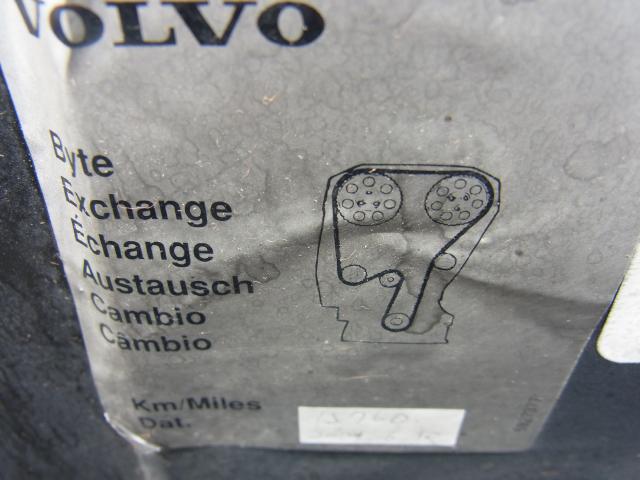 VOLVO
Byte
Exchange
Échange
Austausch
Cambio
Câmbio
Km/Miles
Dat.